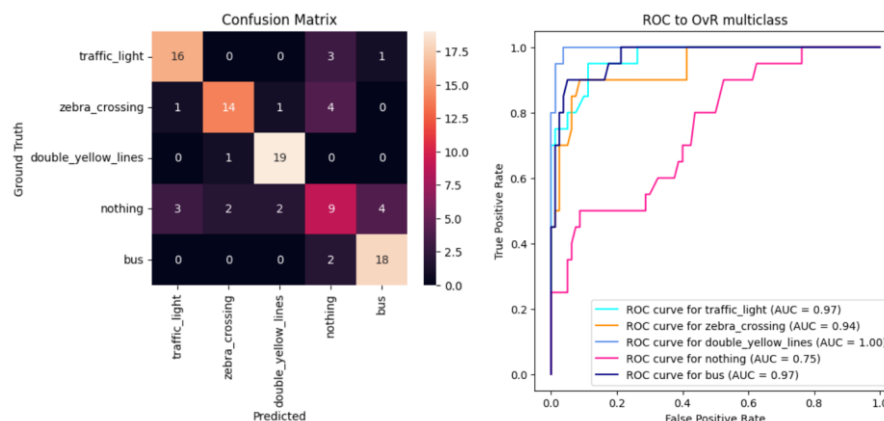 Confusion Matrix
Ground Truth
traffic_light
zebra_crossing
double_yellow_lines
nothing
bus
16 0 0 3 1
1 14 1 4 0
0 1 19 0 0
3 2 2 9 4
0 0 0 2 18
traffic_light
zebra_crossing
double_yellow_lines
nothing
bus
Predicted
17.5
15.0
12.5
10.0
7.5
5.0
2.5
0.0
ROC to OvR multiclass
True Positive Rate
1.0
0.8
0.6
0.4
0.2
0.0
ROC curve for traffic_light (AUC = 0.97)
ROC curve for zebra_crossing (AUC = 0.94)
ROC curve for double_yellow_lines (AUC = 1.00)
ROC curve for nothing (AUC = 0.75)
ROC curve for bus (AUC = 0.97)
0.0 0.2 0.4 0.6 0.8 1.0
False Positive Rate